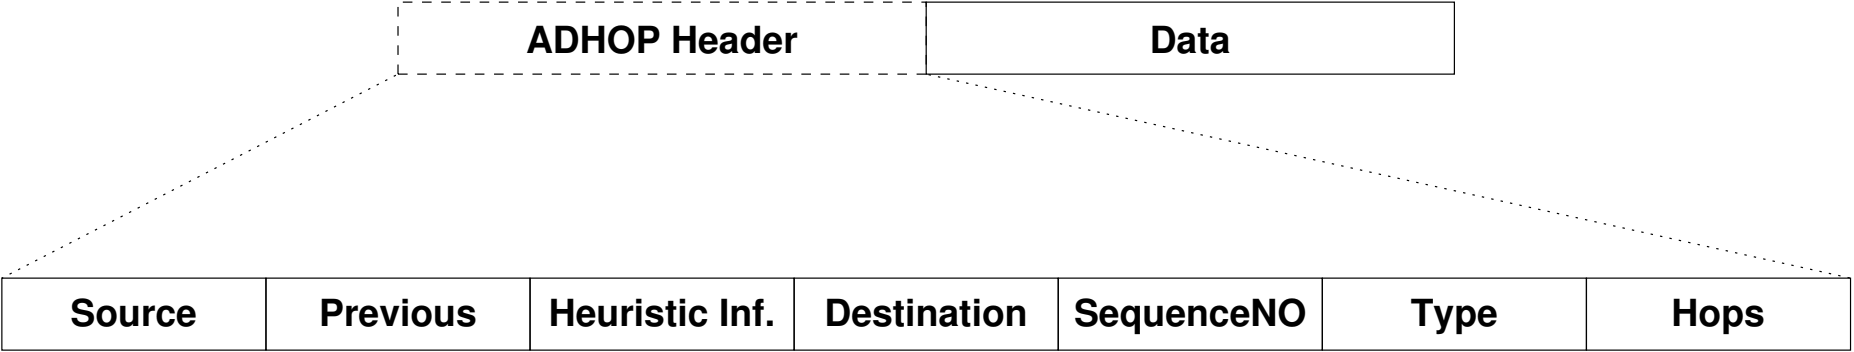 ADHOP Header Data
Source Previous Heuristic Inf. Destination SequenceNO Type Hops